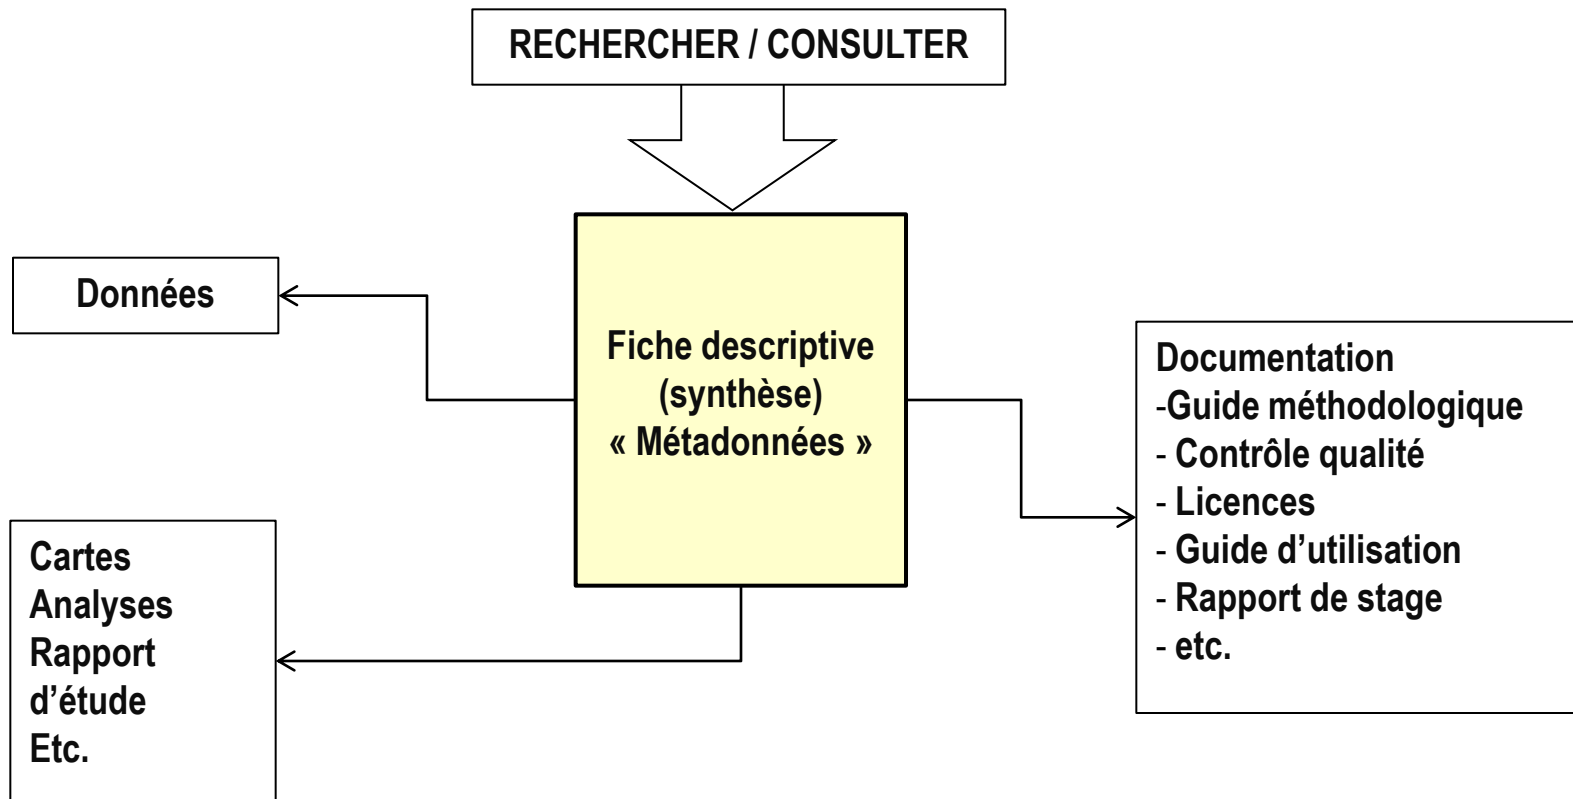 RECHERCHER / CONSULTER
Données
Fiche descriptive
(synthèse)
« Métadonnées »
Documentation
-Guide méthodologique
- Contrôle qualité
- Licences
- Guide d’utilisation
- Rapport de stage
- etc.
Cartes
Analyses
Rapport
d’étude
Etc.